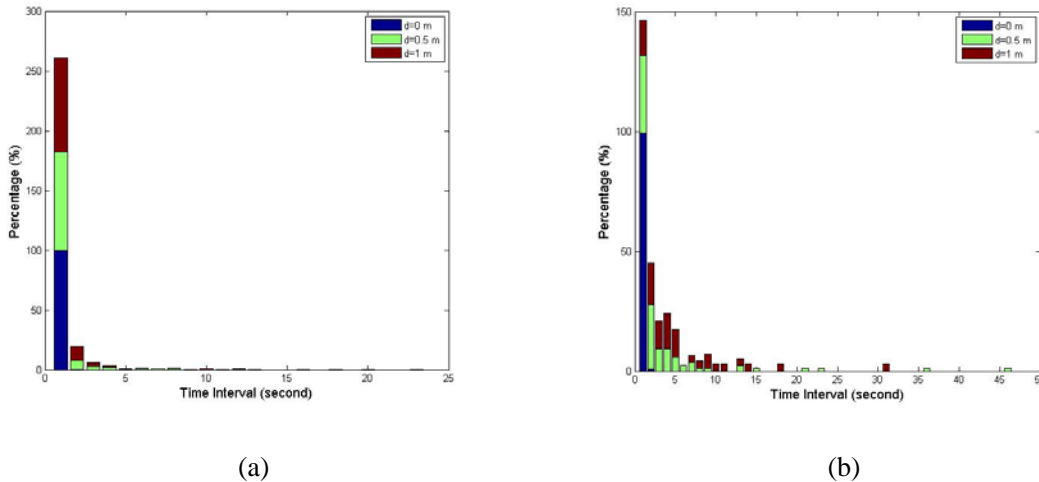 300
250
200
150
100
50
0
Percentage (%)
0 5 10 15 20 25
Time Interval (second)
d=0 m
d=0.5 m
d=1 m
(a)
150
100
50
0
Percentage (%)
0 5 10 15 20 25 30 35 40 45
Time Interval (second)
d=0 m
d=0.5 m
d=1 m
(b)